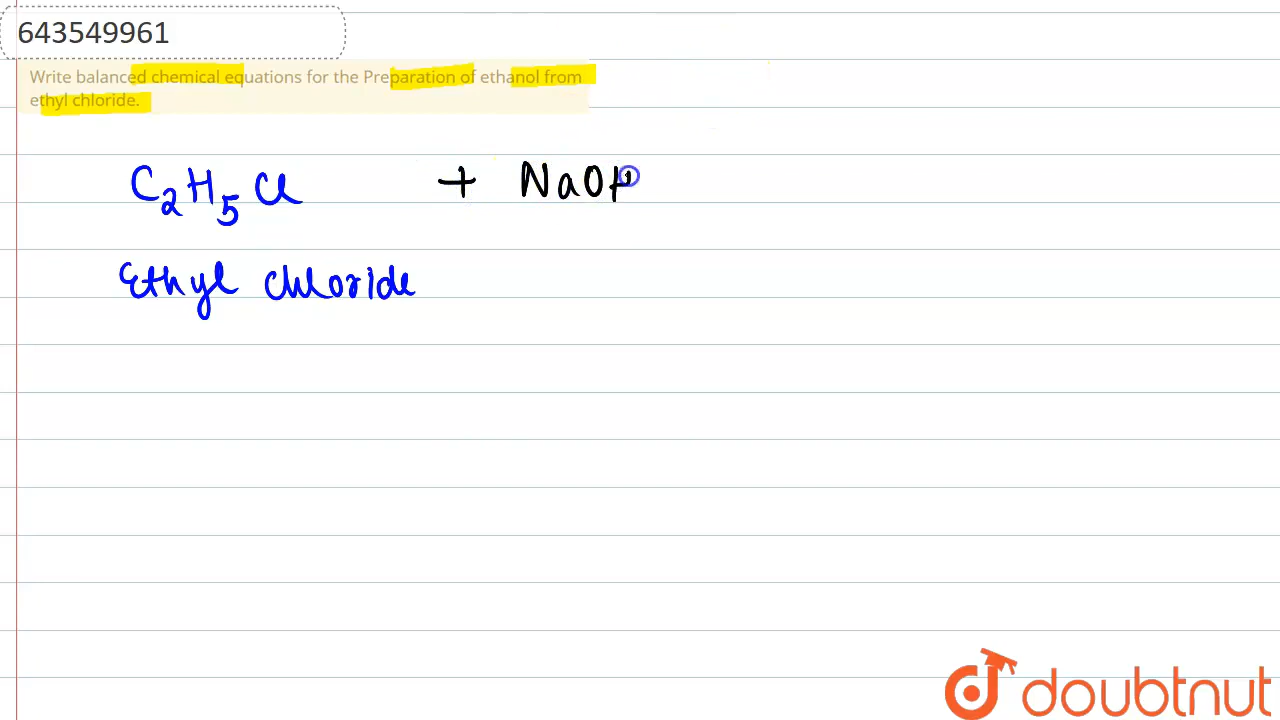 643549961
Write balanced chemical equations for the Preparation of ethanol from
ethyl chloride.
C2H5Cl + NaOH
Ethyl chloride
doubtnut